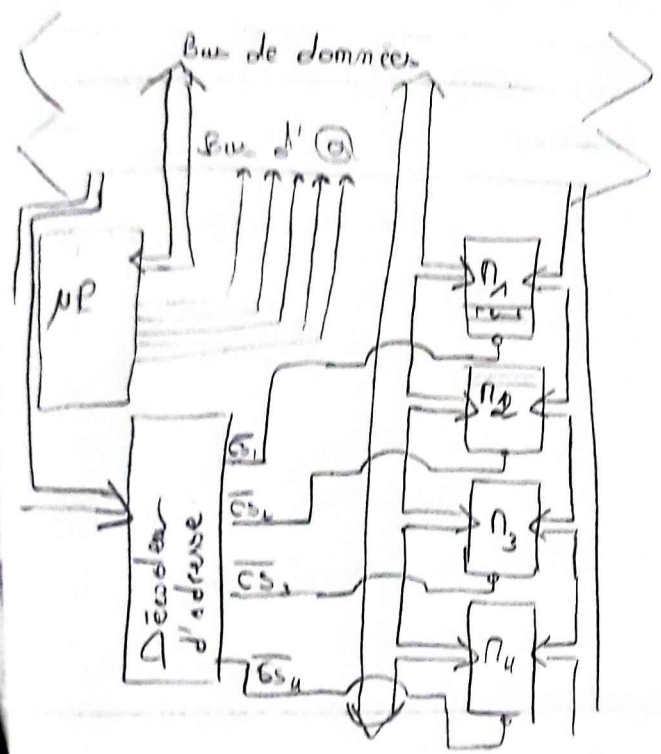 Bus de données
Bus d' @
μP
M1
M2
M3
M4
CS1
CS2
CS3
CS4
Décodeur
d'adresse